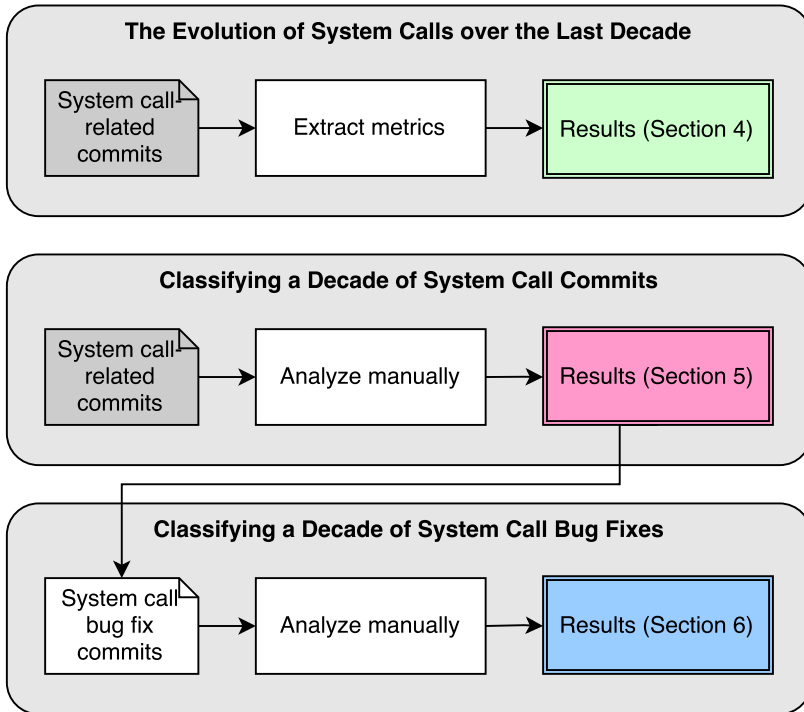 The Evolution of System Calls over the Last Decade
System call-
related
commits
Extract metrics
Results (Section 4)
Classifying a Decade of System Call Commits
System call-
related
commits
Analyze manually
Results (Section 5)
Classifying a Decade of System Call Bug Fixes
System call
bug fix
commits
Analyze manually
Results (Section 6)